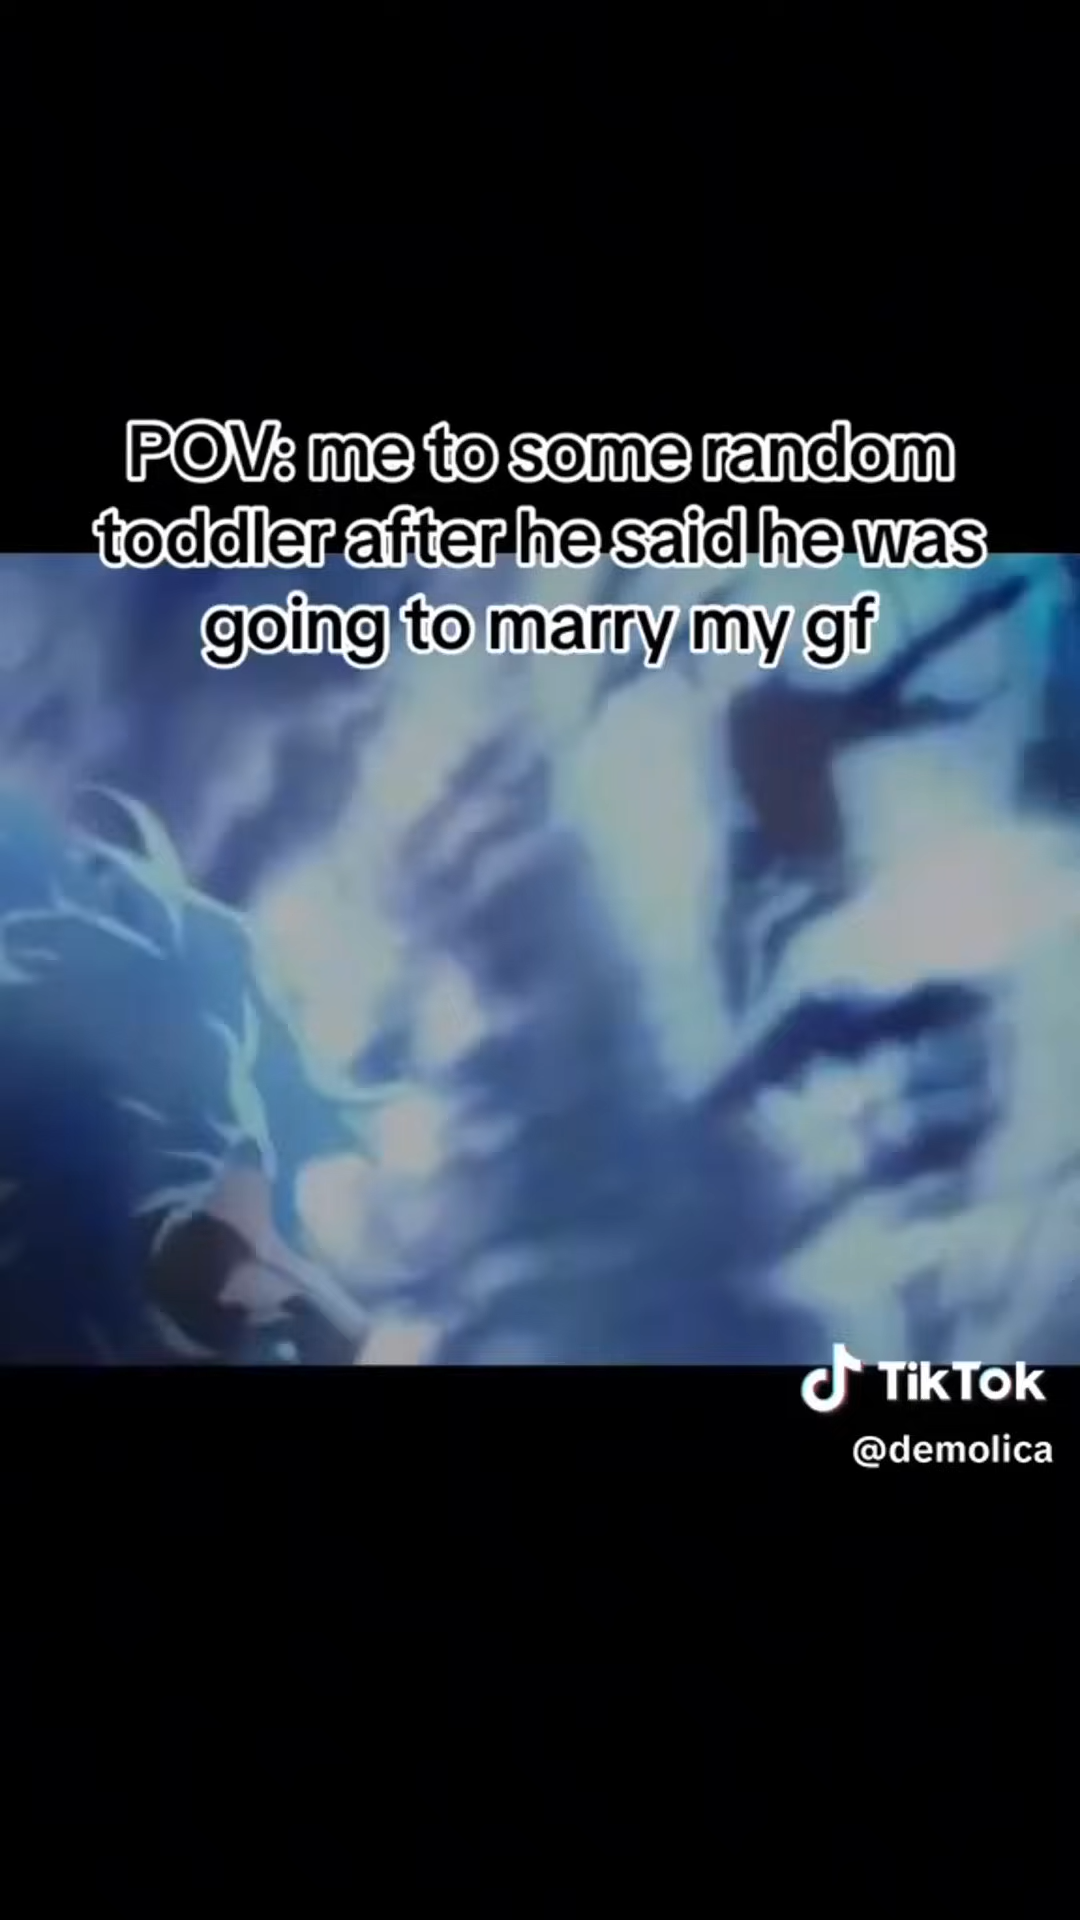 POV: me to some random
toddler after he said he was
going to marry my gf
TikTok
@demolica